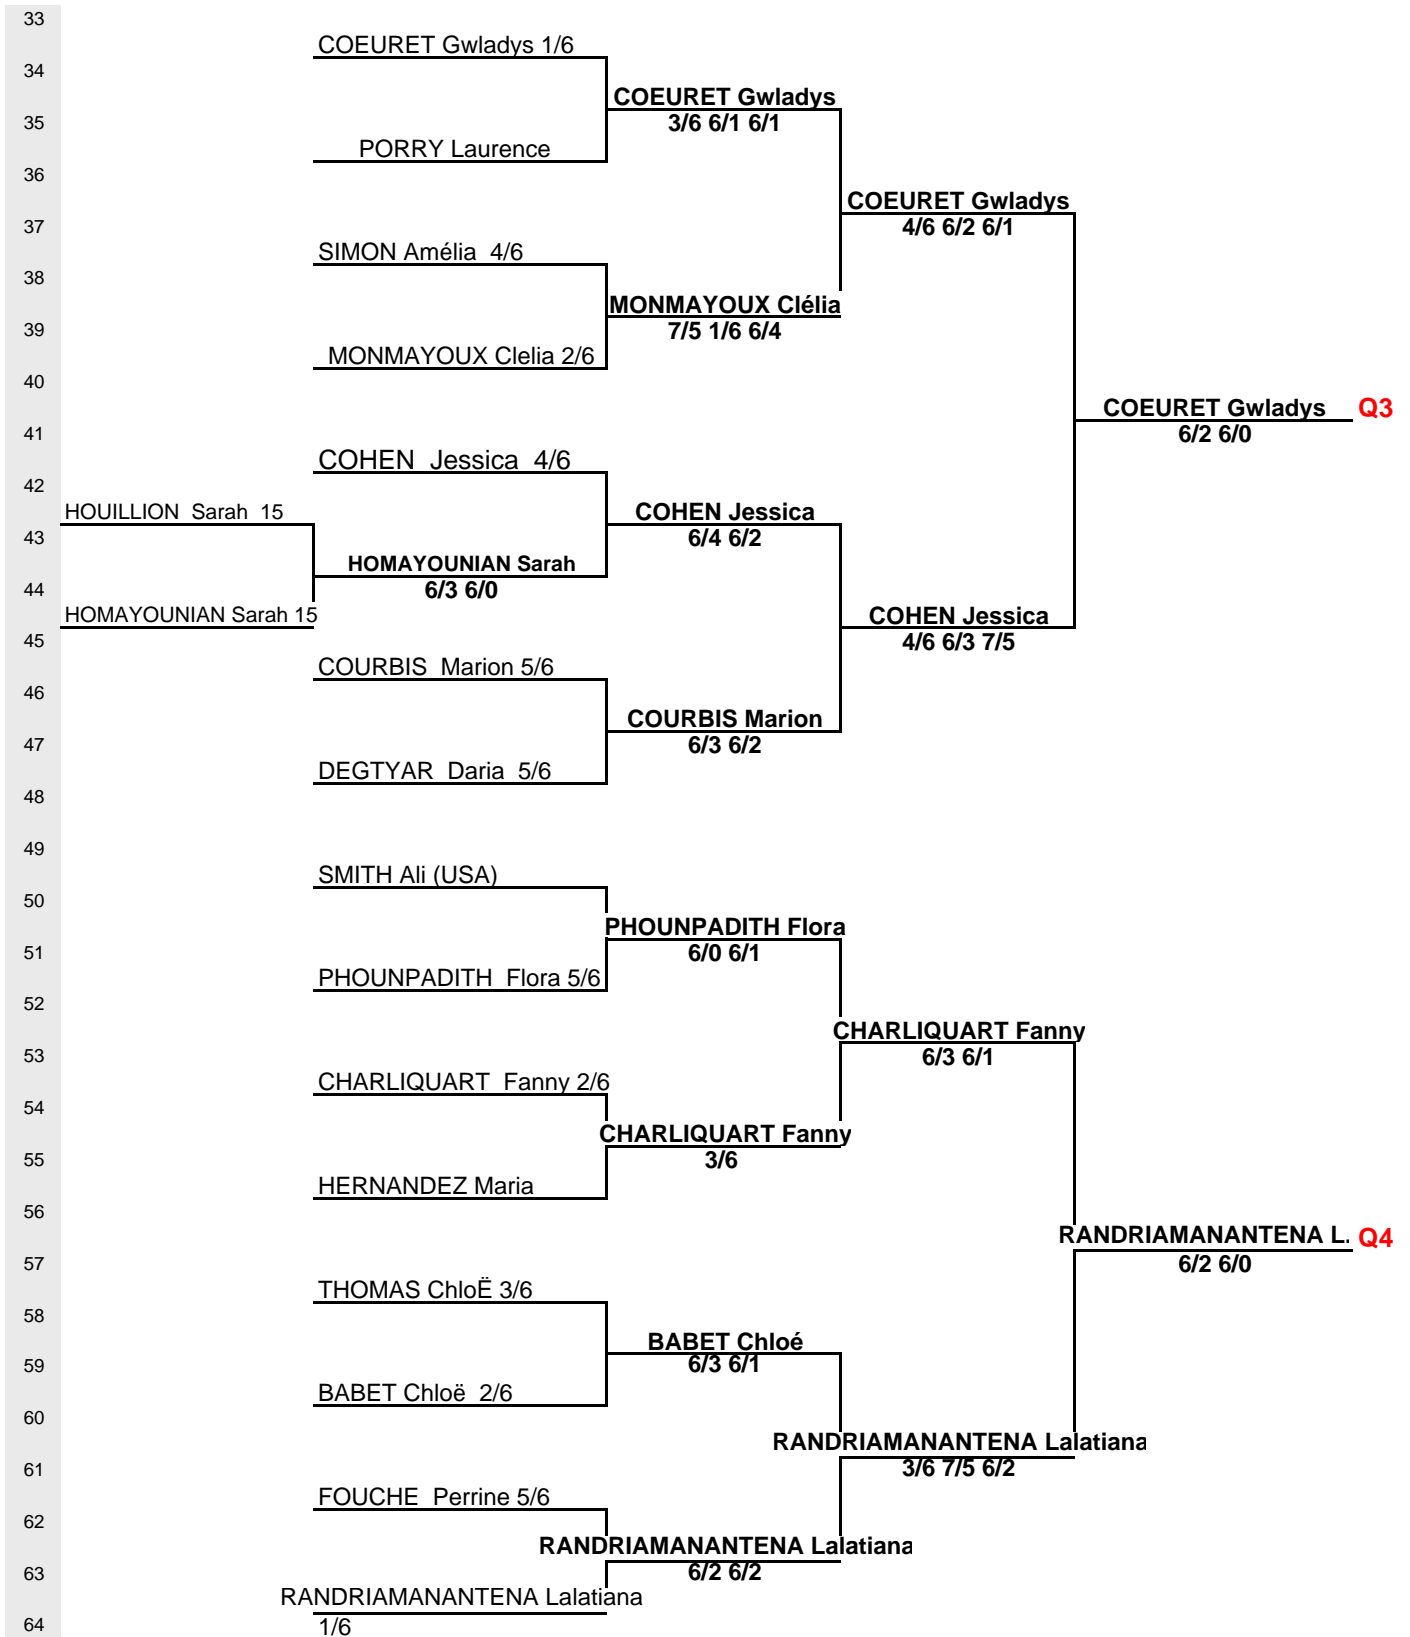 33
COEURET Gwladys 1/6
34
COEURET Gwladys
35
3/6 6/1 6/1
PORRY Laurence
36
COEURET Gwladys
37
4/6 6/2 6/1
SIMON Amélia 4/6
38
MONMAYOUX Clélia
39
7/5 1/6 6/4
MONMAYOUX Clelia 2/6
40
COEURET Gwladys Q3
41
6/2 6/0
COHEN Jessica 4/6
42
HOUILLION Sarah 15
COHEN Jessica
43
6/4 6/2
HOMAYOUNIAN Sarah
44
6/3 6/0
HOMAYOUNIAN Sarah 15
COHEN Jessica
45
4/6 6/3 7/5
COURBIS Marion 5/6
46
COURBIS Marion
47
6/3 6/2
DEGTYAR Daria 5/6
48
49
SMITH Ali (USA)
50
PHOUNPADITH Flora
51
6/0 6/1
PHOUNPADITH Flora 5/6
52
CHARLIQUART Fanny
53
6/3 6/1
CHARLIQUART Fanny 2/6
54
CHARLIQUART Fanny
55
3/6
HERNANDEZ Maria
56
RANDRIAMANANTENA L. Q4
57
6/2 6/0
THOMAS ChloË 3/6
58
BABET Chloé
59
6/3 6/1
BABET Chloë 2/6
60
RANDRIAMANANTENA Lalatiana
61
3/6 7/5 6/2
FOUCHE Perrine 5/6
62
RANDRIAMANANTENA Lalatiana
63
6/2 6/2
RANDRIAMANANTENA Lalatiana
64
1/6